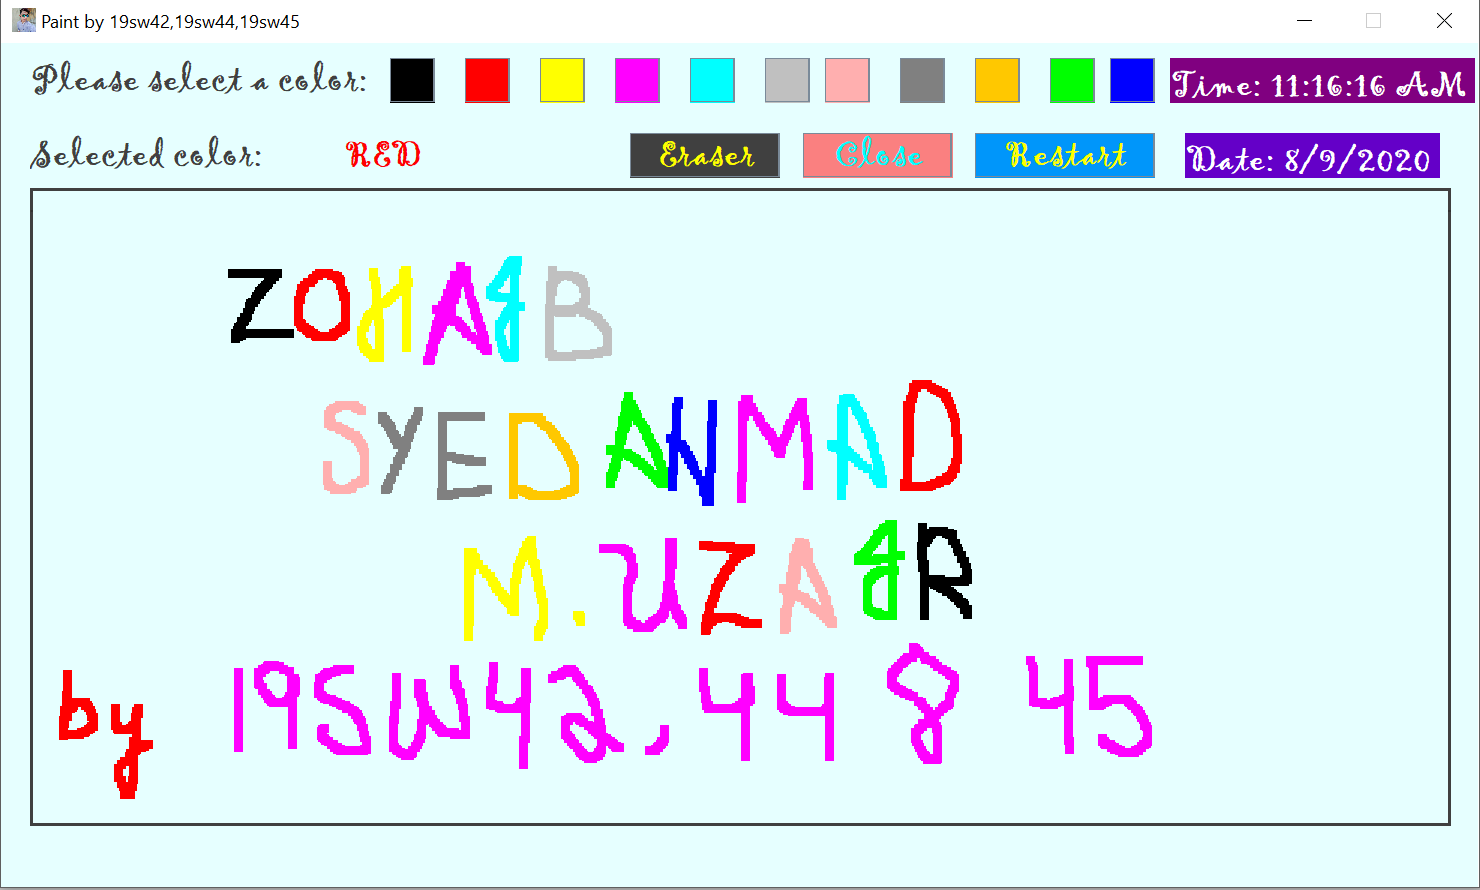 Paint by 19sw42,19sw44,19sw45
Please select a color:
Time: 11:16:16 AM
Selected color: RED
Eraser
Close
Restart
Date: 8/9/2020
ZOHAIB
SYED AHMAD
M. UZAIR
by 19SW42, 44 & 45